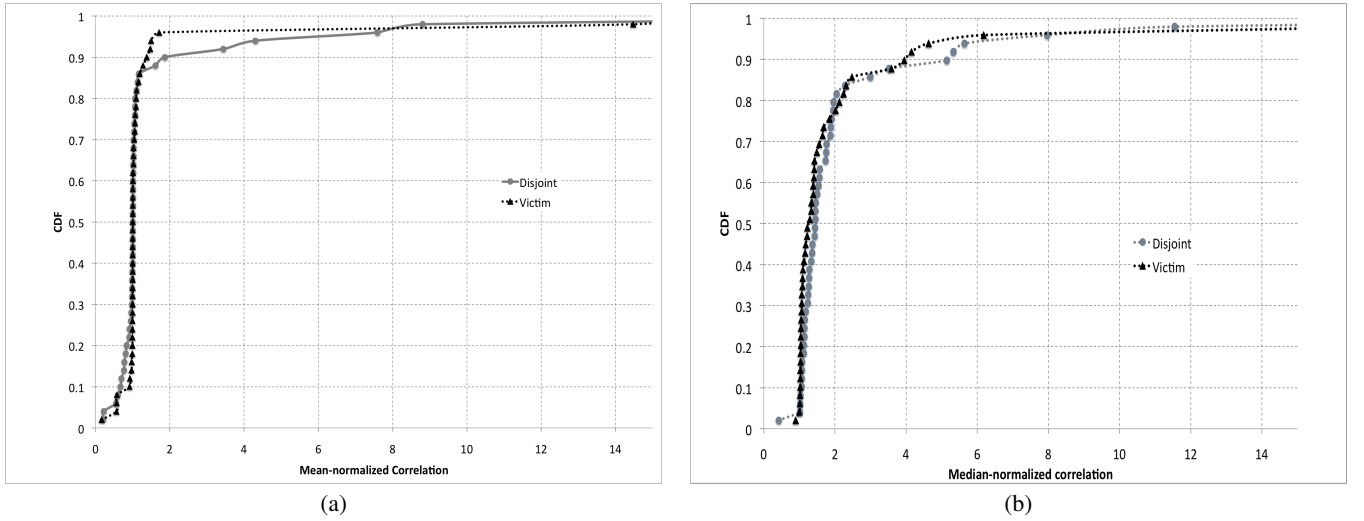 1
0.9
0.8
0.7
0.6
0.5
0.4
0.3
0.2
0.1
0
CDF
0 2 4 6 8 10 12 14
Mean-normalized Correlation
Disjoint
Victim
(a)
1
0.9
0.8
0.7
0.6
0.5
0.4
0.3
0.2
0.1
0
CDF
0 2 4 6 8 10 12 14
Median-normalized correlation
Disjoint
Victim
(b)